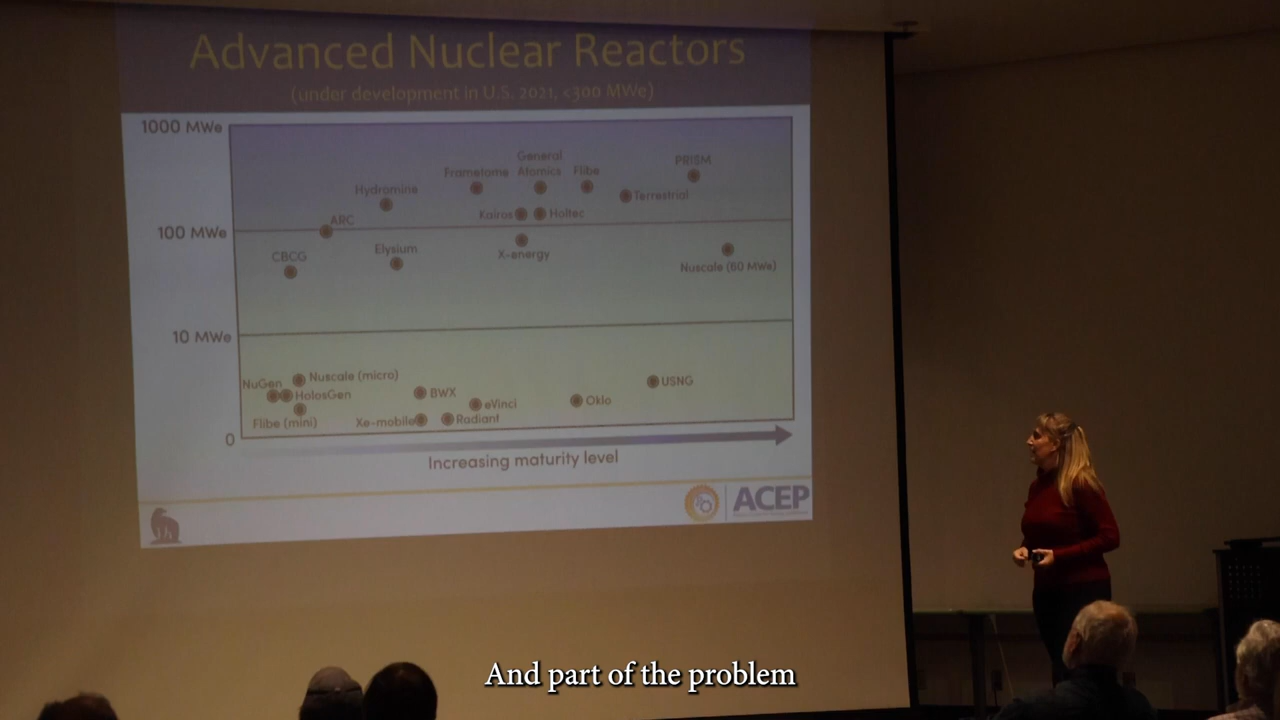 Advanced Nuclear Reactors
(under development in U.S. 2021, <300 MWe)
1000 MWe
General
Atomics
Framatome
Flibe
PRISM
Hydromine
Terrestrial
Kairos
Holtec
ARC
100 MWe
X-energy
Elysium
CBCG
Nuscale (60 MWe)
10 MWe
NuGen
Nuscale (micro)
HolosGen
Flibe (mini)
BWX
Xe-mobile
eVinci
Radiant
Oklo
USNG
0
Increasing maturity level
ACEP
And part of the problem